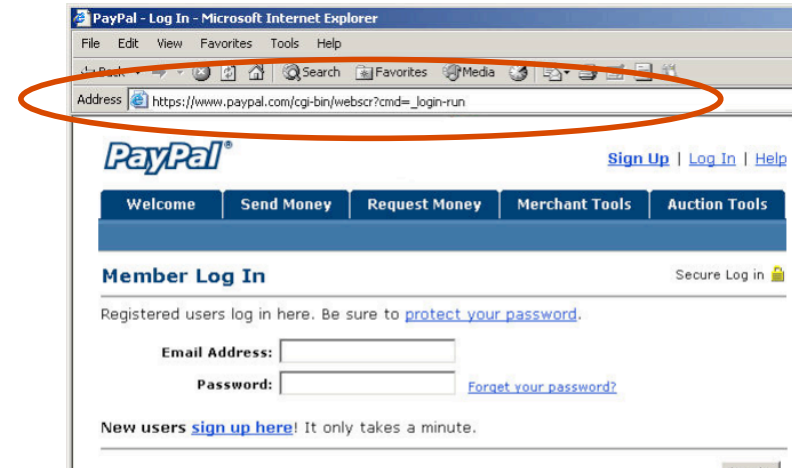 PayPal - Log In - Microsoft Internet Explorer
File Edit View Favorites Tools Help
Back Search Favorites Media
Address https://www.paypal.com/cgi-bin/webscr?cmd=_login-run
PayPal®
Sign Up | Log In | Help
Welcome Send Money Request Money Merchant Tools Auction Tools
Member Log In Secure Log in
Registered users log in here. Be sure to protect your password.
Email Address:
Password: Forget your password?
New users sign up here! It only takes a minute.